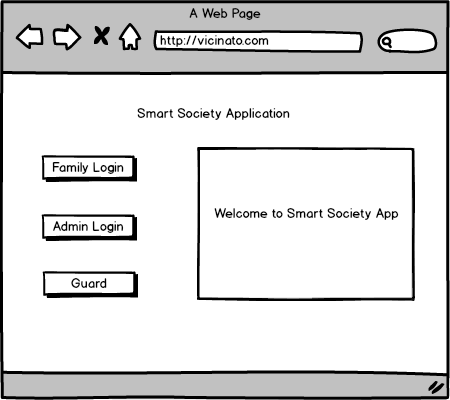 A Web Page
http://vicinato.com
Smart Society Application
Family Login
Admin Login
Guard
Welcome to Smart Society App